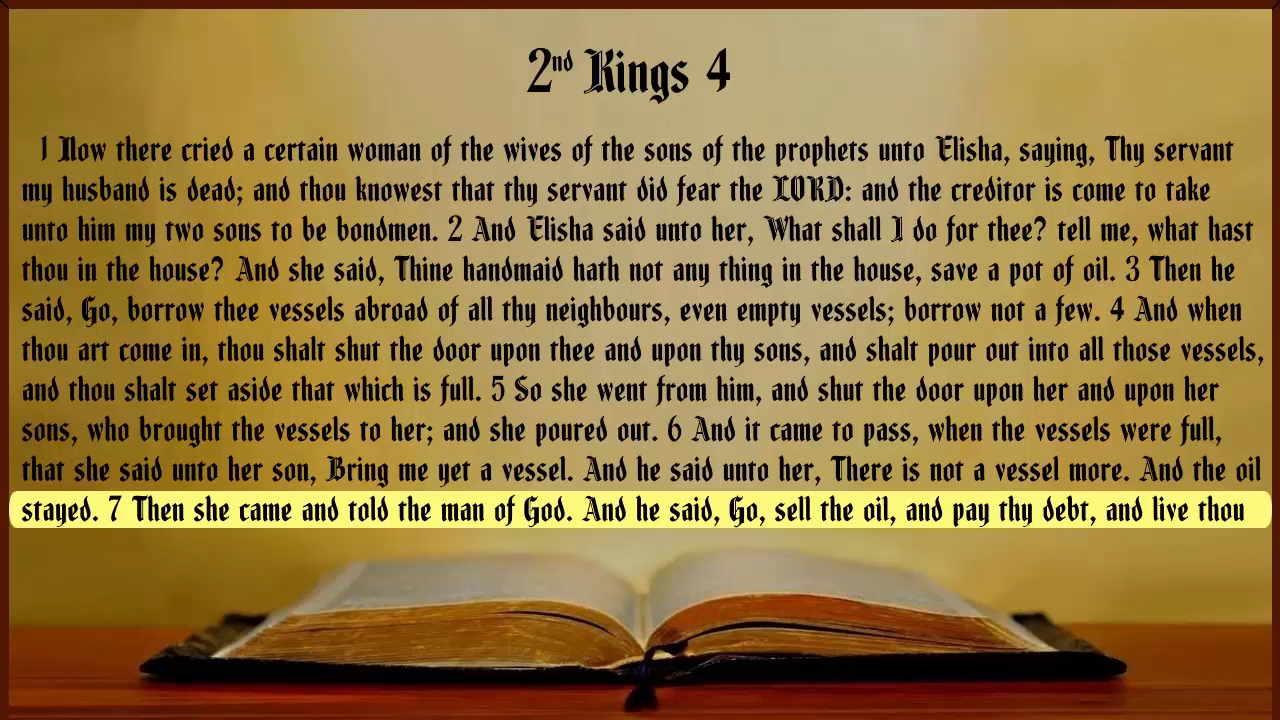 2nd Kings 4
1 Now there cried a certain woman of the wives of the sons of the prophets unto Elisha, saying, Thy servant
my husband is dead; and thou knowest that thy servant did fear the LORD: and the creditor is come to take
unto him my two sons to be bondmen. 2 And Elisha said unto her, What shall I do for thee? tell me, what hast
thou in the house? And she said, Thine handmaid hath not any thing in the house, save a pot of oil. 3 Then he
said, Go, borrow thee vessels abroad of all thy neighbours, even empty vessels; borrow not a few. 4 And when
thou art come in, thou shalt shut the door upon thee and upon thy sons, and shalt pour out into all those vessels,
and thou shalt set aside that which is full. 5 So she went from him, and shut the door upon her and upon her
sons, who brought the vessels to her; and she poured out. 6 And it came to pass, when the vessels were full,
that she said unto her son, Bring me yet a vessel. And he said unto her, There is not a vessel more. And the oil
stayed. 7 Then she came and told the man of God. And he said, Go, sell the oil, and pay thy debt, and live thou